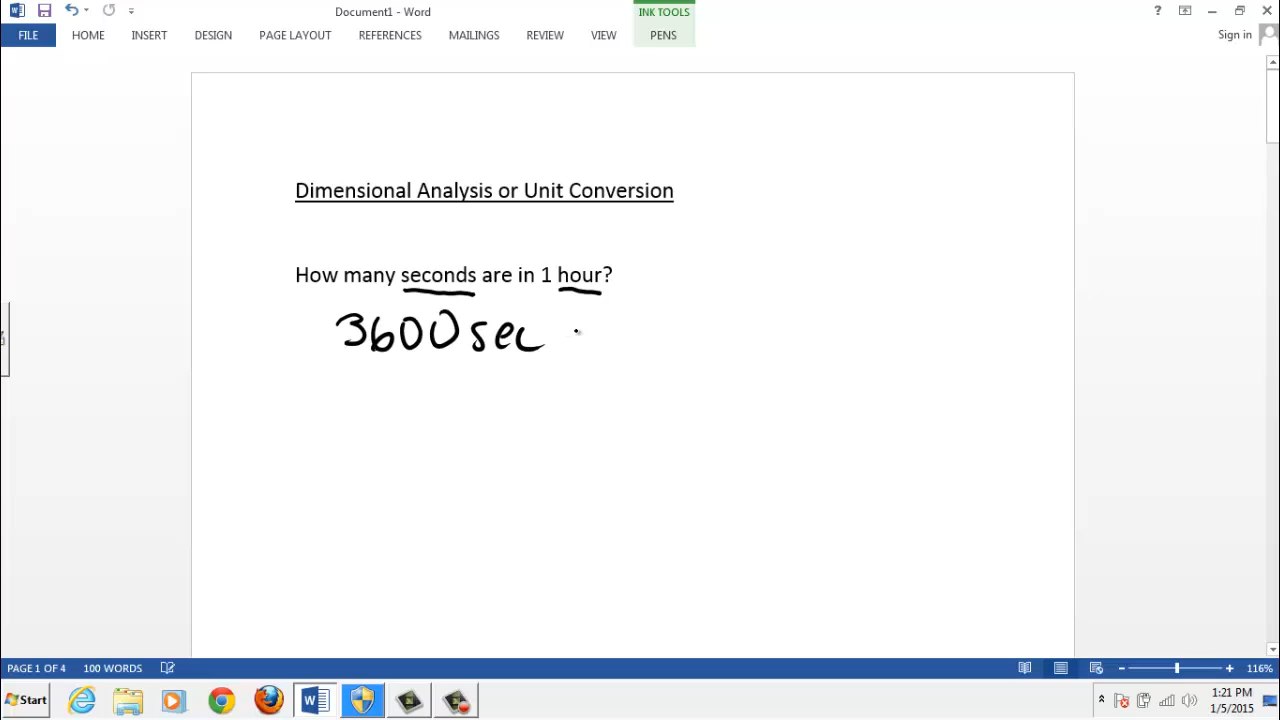 Document1 - Word
INK TOOLS
?
FILE
HOME
INSERT
DESIGN
PAGE LAYOUT
REFERENCES
MAILINGS
REVIEW
VIEW
PENS
Sign in
Dimensional Analysis or Unit Conversion
How many seconds are in 1 hour?
3600 sec
PAGE 1 OF 4
100 WORDS
116%
Start
1:21 PM
1/5/2015